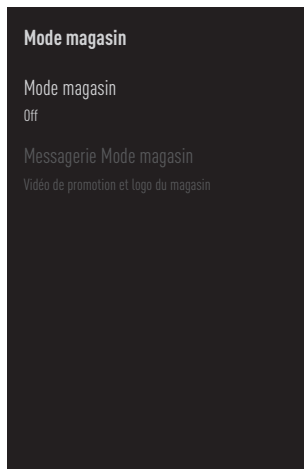 Mode magasin
Mode magasin
Off
Messagerie Mode magasin
Vidéo de promotion et logo du magasin